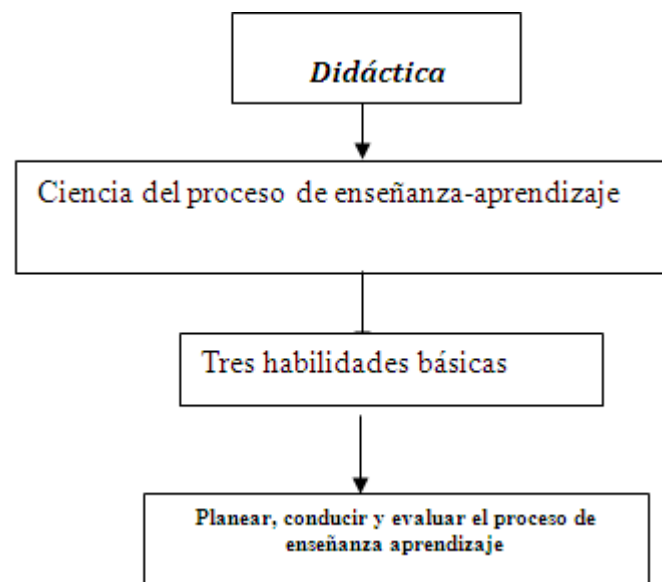 Didáctica
Ciencia del proceso de enseñanza-aprendizaje
Tres habilidades básicas
Planear, conducir y evaluar el proceso de
enseñanza aprendizaje